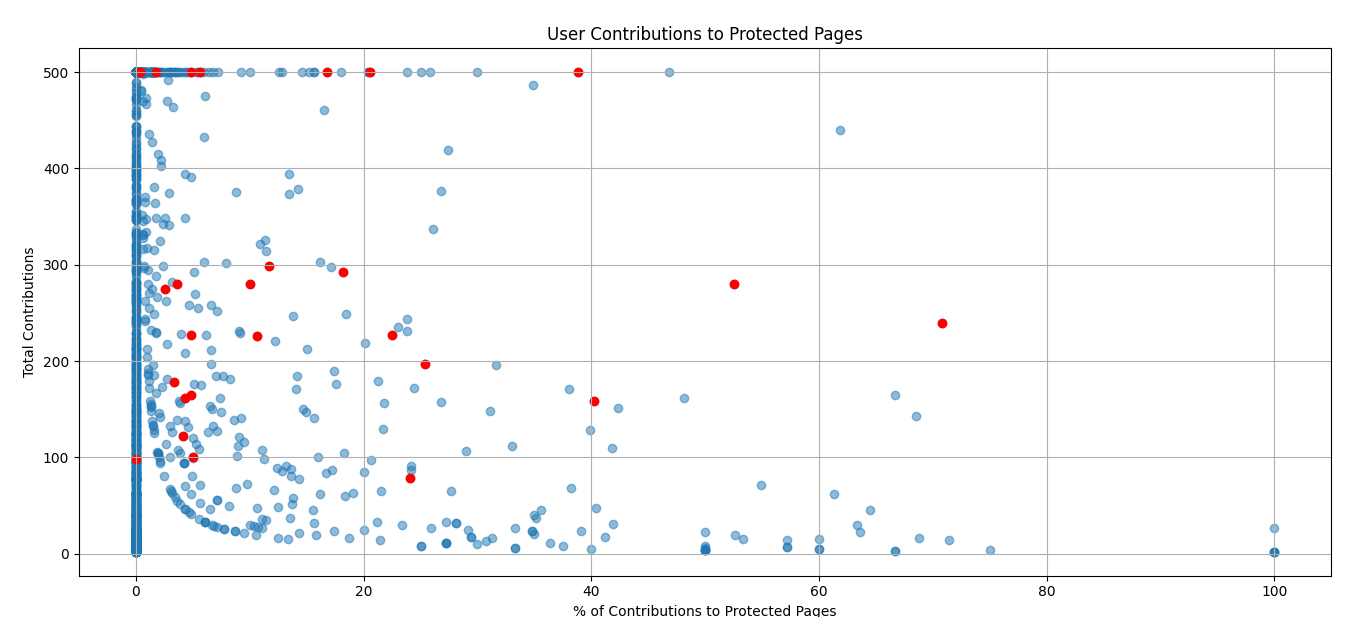 User Contributions to Protected Pages
500
400
300
200
100
0
Total Contributions
0 20 40 60 80 100
% of Contributions to Protected Pages